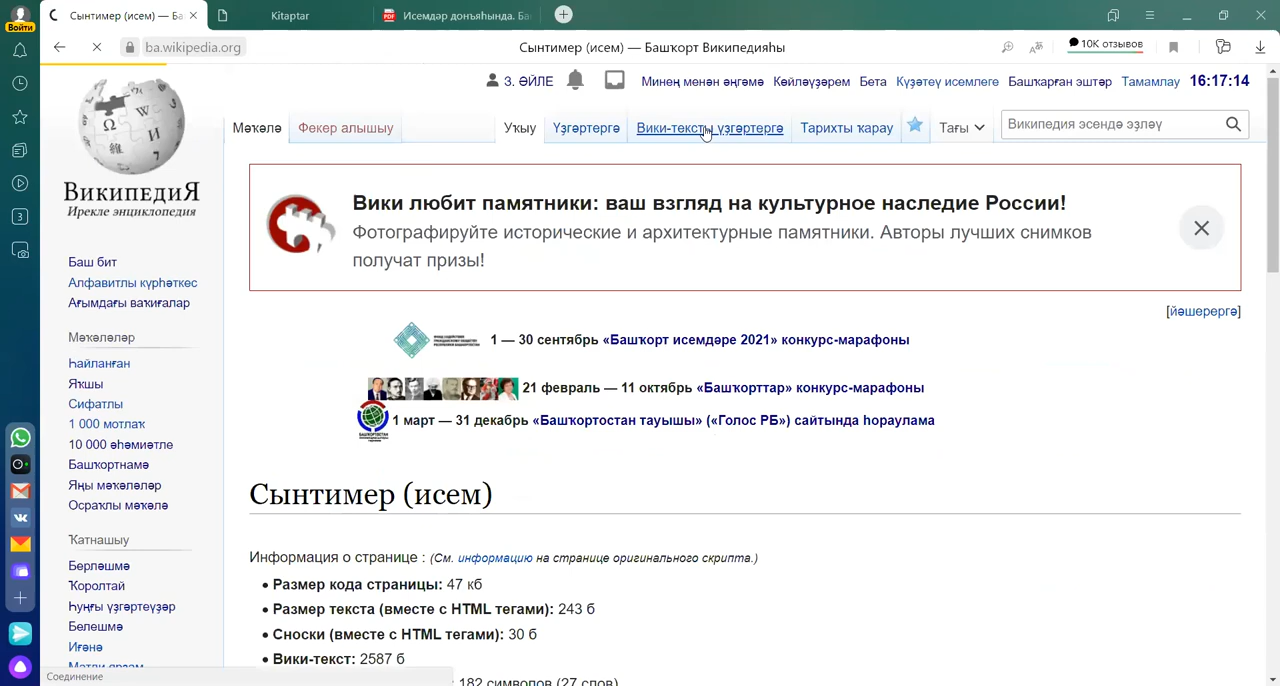 Сынтимер (исем) — Ба
Kitaptar
Исемдәр донъяһында. Ба
Войти
ba.wikipedia.org
Сынтимер (исем) — Башҡорт Википедияһы
10К отзывов
З. ӘЙЛЕ
Минең менән әңгәмә
Көйләүҙәрем
Бета
Күҙәтеү исемлеге
Башҡарған эштәр
Тамамлау
16:17:14
Мәҡәлә
Фекер алышыу
Уҡыу
Үҙгәртергә
Вики-текстты үҙгәртергә
Тарихты ҡарау
Тағы
Википедия эсендә эҙләү
ВикипедиЯ
Ирекле энциклопедия
Вики любит памятники: ваш взгляд на культурное наследие России!
Фотографируйте исторические и архитектурные памятники. Авторы лучших снимков
получат призы!
Баш бит
Алфавитлы күрһәткес
Ағымдағы ваҡиғалар
[йәшерергә]
Мәҡәләләр
1 — 30 сентябрь «Башҡорт исемдәре 2021» конкурс-марафоны
Һайланған
Яҡшы
21 февраль — 11 октябрь «Башҡорттар» конкурс-марафоны
Сифатлы
1 000 мотлаҡ
1 март — 31 декабрь «Башҡортостан тауышы» («Голос РБ») сайтында һораулама
10 000 әһәмиәтле
Башҡортнамә
Яңы мәҡәләләр
Осраҡлы мәҡәлә
Сынтимер (исем)
Ҡатнашыу
Берләшмә
Ҡоролтай
Һуңғы үҙгәртеүҙәр
Белешмә
Иғәнә
Информация о странице : (См. информацию на странице оригинального скрипта.)
• Размер кода страницы: 47 кб
• Размер текста (вместе с HTML тегами): 243 б
• Сноски (вместе с HTML тегами): 30 б
• Вики-текст: 2587 б
182 символов (27 слов)
Соединение